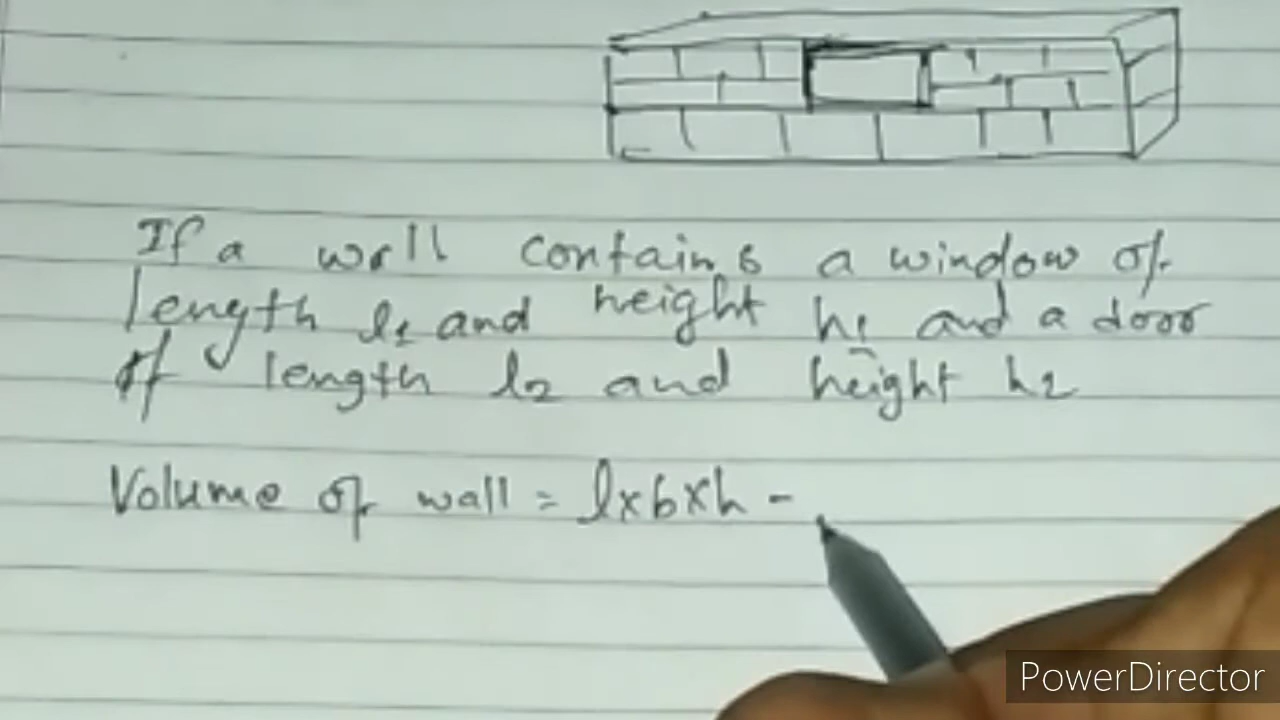 If a wall contains a window of
length l1 and height h1 and a door
of length l2 and height h2
Volume of wall = l×b×h -
PowerDirector